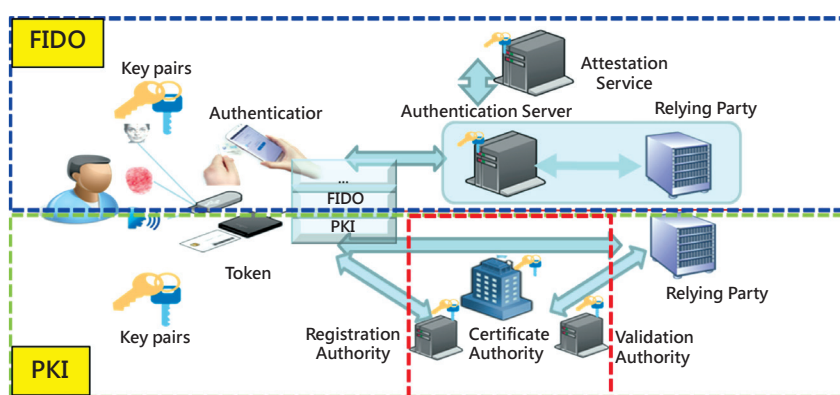 FIDO
Key pairs
Authenticatior
Attestation
Service
Authentication Server
Relying Party
...
FIDO
PKI
Token
Key pairs
Registration
Authority
Certificate
Authority
Validation
Authority
Relying Party
PKI